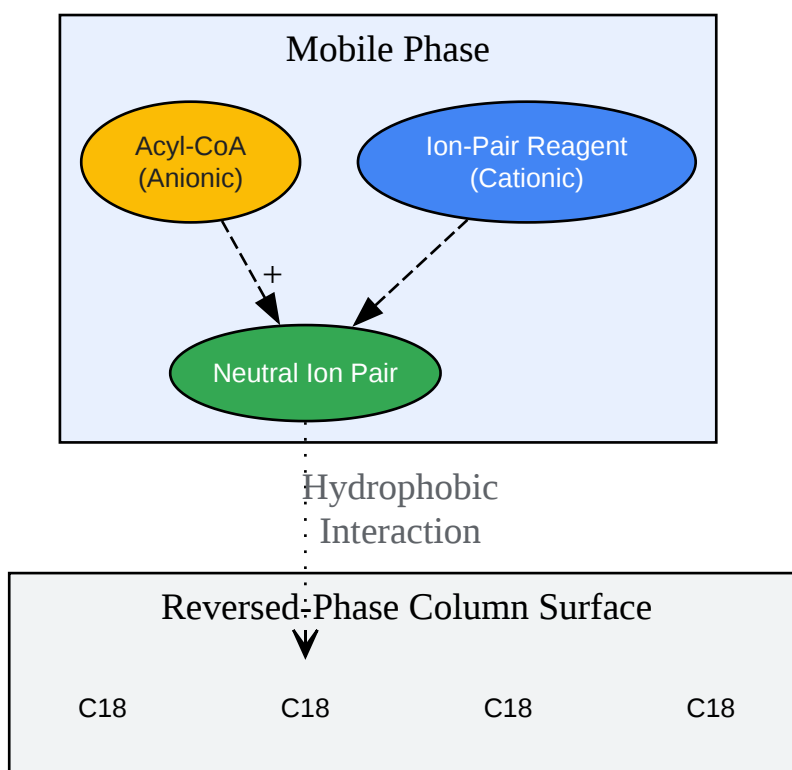 Mobile Phase
Acyl-CoA
(Anionic)
Ion-Pair Reagent
(Cationic)
+
Neutral Ion Pair
Hydrophobic
Interaction
Reversed-Phase Column Surface
C18
C18
C18
C18